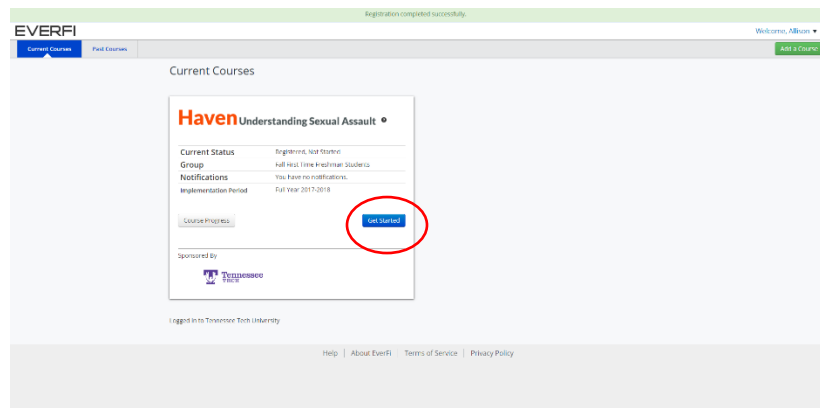 Registration completed successfully.
EVERFI
Welcome, Allison ▼
Current Courses Past Courses
Add a Course
Current Courses
Haven Understanding Sexual Assault
Current Status Registered, Not Started
Group Fall First Time Freshman Students
Notifications You have no notifications.
Implementation Period Full Year 2017-2018
Course Progress Get Started
Sponsored By
Tennessee
TECH
Logged in to Tennessee Tech University
Help | About EverFi | Terms of Service | Privacy Policy